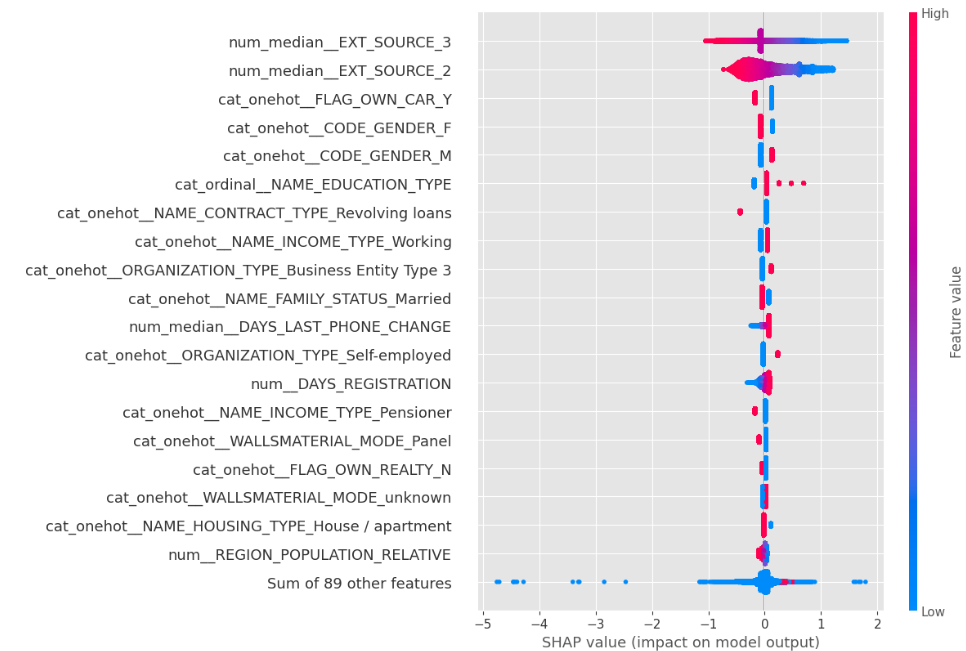 High
num_median__EXT_SOURCE_3
num_median__EXT_SOURCE_2
cat_onehot__FLAG_OWN_CAR_Y
cat_onehot__CODE_GENDER_F
cat_onehot__CODE_GENDER_M
cat_ordinal__NAME_EDUCATION_TYPE
cat_onehot__NAME_CONTRACT_TYPE_Revolving loans
cat_onehot__NAME_INCOME_TYPE_Working
cat_onehot__ORGANIZATION_TYPE_Business Entity Type 3
cat_onehot__NAME_FAMILY_STATUS_Married
num_median__DAYS_LAST_PHONE_CHANGE
cat_onehot__ORGANIZATION_TYPE_Self-employed
num__DAYS_REGISTRATION
cat_onehot__NAME_INCOME_TYPE_Pensioner
cat_onehot__WALLSMATERIAL_MODE_Panel
cat_onehot__FLAG_OWN_REALTY_N
cat_onehot__WALLSMATERIAL_MODE_unknown
cat_onehot__NAME_HOUSING_TYPE_House / apartment
num__REGION_POPULATION_RELATIVE
Sum of 89 other features
Feature value
Low
−5 −4 −3 −2 −1 0 1 2
SHAP value (impact on model output)